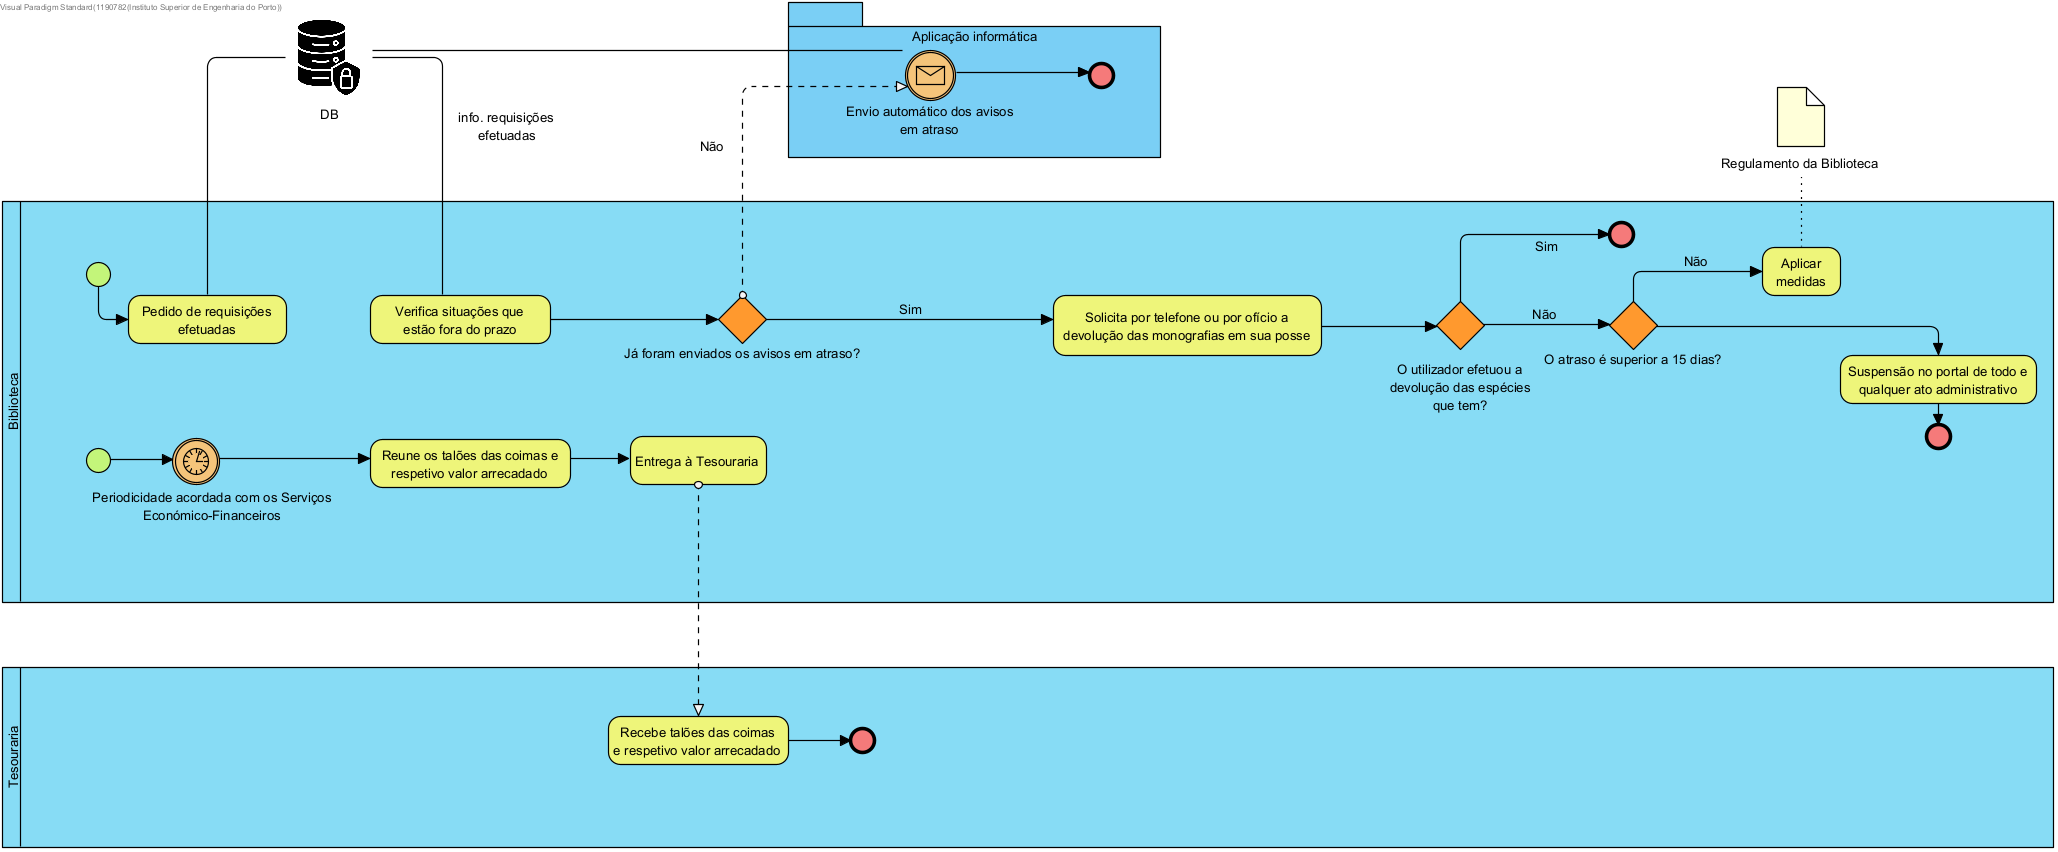 Visual Paradigm Standard(1190782(Instituto Superior de Engenharia do Porto))
Aplicação informática
DB
info. requisições
efetuadas
Envio automático dos avisos
em atraso
Não
Regulamento da Biblioteca
Biblioteca
Pedido de requisições
efetuadas
Verifica situações que
estão fora do prazo
Já foram enviados os avisos em atraso?
Sim
Solicita por telefone ou por ofício a
devolução das monografias em sua posse
O utilizador efetuou a
devolução das espécies
que tem?
Sim
Não
O atraso é superior a 15 dias?
Não
Aplicar
medidas
Suspensão no portal de todo e
qualquer ato administrativo
Periodicidade acordada com os Serviços
Económico-Financeiros
Reune os talões das coimas e
respetivo valor arrecadado
Entrega à Tesouraria
Tesouraria
Recebe talões das coimas
e respetivo valor arrecadado